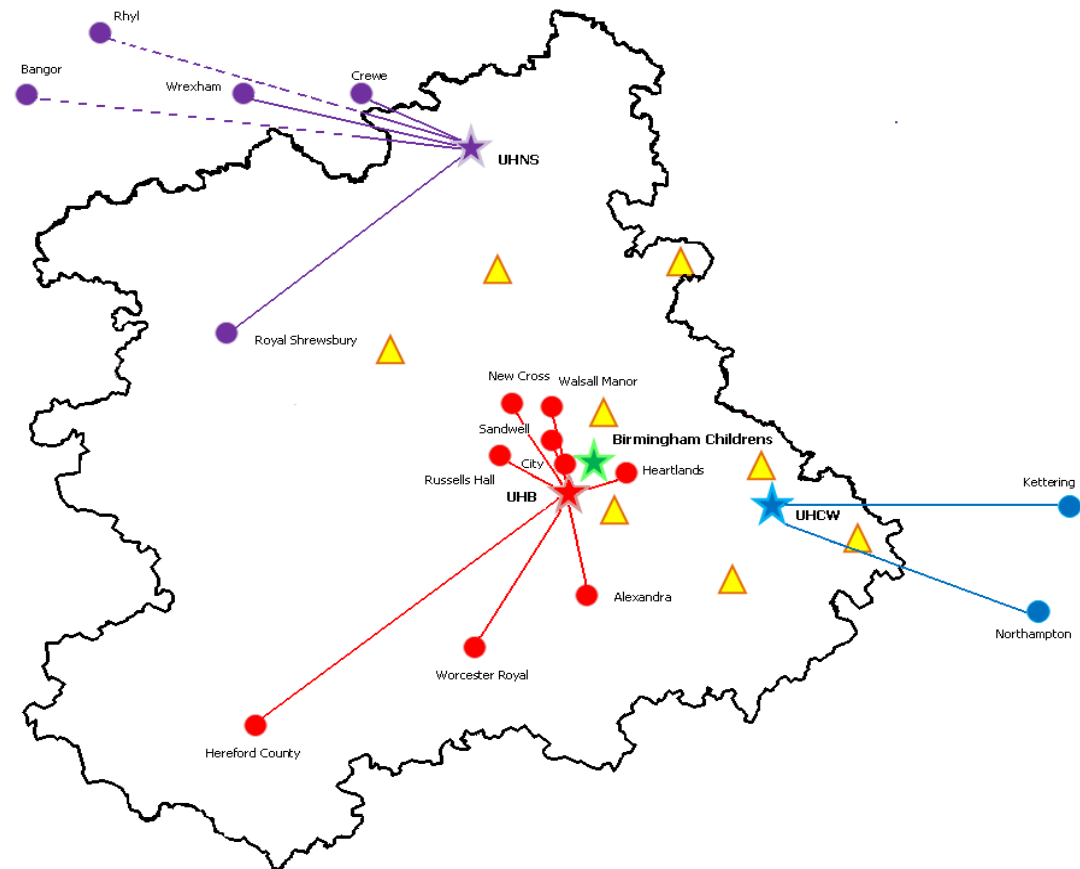 Rhyl
Bangor
Wrexham
Crewe
UHNS
Royal Shrewsbury
New Cross
Walsall Manor
Sandwell
Birmingham Childrens
City
Heartlands
Russells Hall
UHB
Kettering
UHCW
Alexandra
Northampton
Worcester Royal
Hereford County